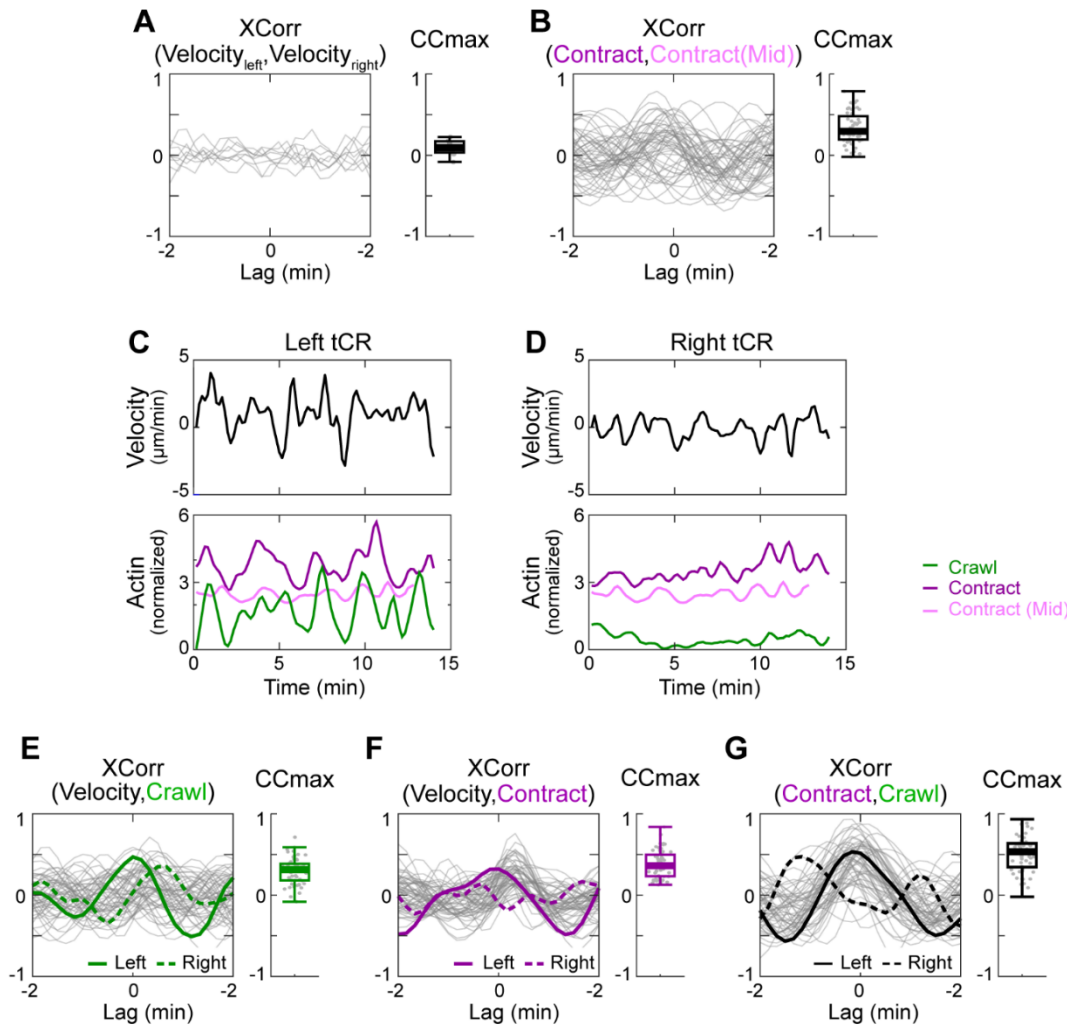 A
XCorr
(Velocityleft,Velocityright)
CCmax
1
0
-1
-2
0
-2
Lag (min)
1
0
-1
B
XCorr
(Contract,Contract(Mid))
CCmax
1
0
-1
-2
0
-2
Lag (min)
1
0
-1
C
Left tCR
Velocity
(µm/min)
5
0
-5
Actin
(normalized)
6
3
0
0
5
10
15
Time (min)
D
Right tCR
Velocity
(µm/min)
5
0
-5
Actin
(normalized)
6
3
0
0
5
10
15
Time (min)
Crawl
Contract
Contract (Mid)
E
XCorr
(Velocity,Crawl)
CCmax
1
0
-1
Left
Right
-2
0
-2
Lag (min)
1
0
-1
F
XCorr
(Velocity,Contract)
CCmax
1
0
-1
Left
Right
-2
0
-2
Lag (min)
1
0
-1
G
XCorr
(Contract,Crawl)
CCmax
1
0
-1
Left
Right
-2
0
-2
Lag (min)
1
0
-1